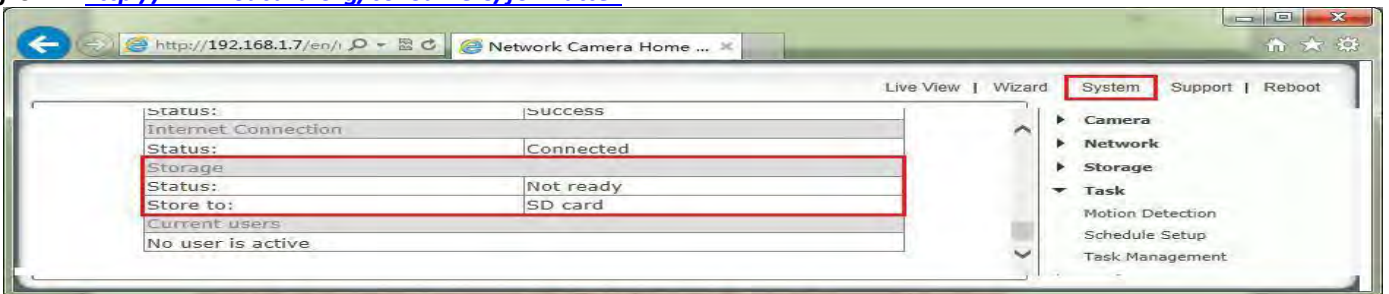 http://192.168.1.7/en/
Network Camera Home ...
Live View | Wizard System Support | Reboot
Status: Success
Internet Connection
Status: Connected
Storage
Status: Not ready
Store to: SD card
Current users
No user is active
Camera
Network
Storage
Task
Motion Detection
Schedule Setup
Task Management